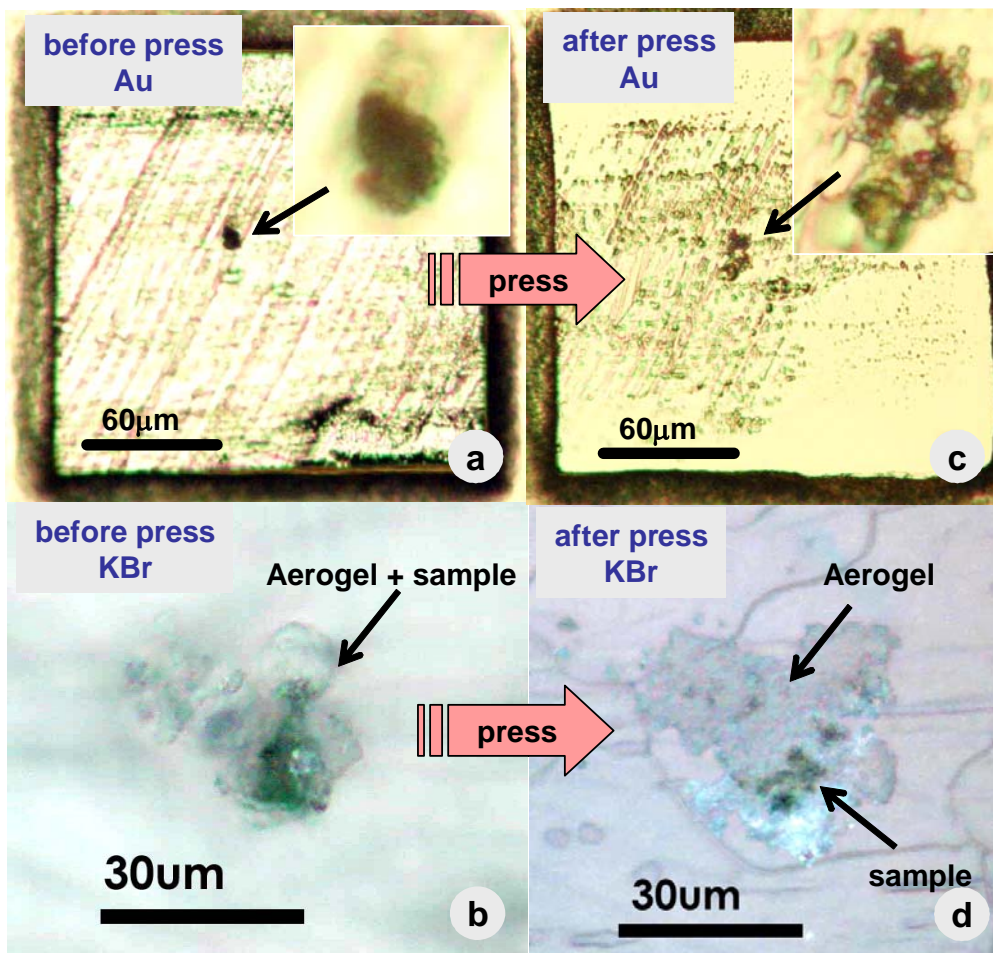 before press
Au
after press
Au
press
60μm
a
60μm
c
before press
KBr
Aerogel + sample
after press
KBr
Aerogel
press
30um
b
30um
sample
d